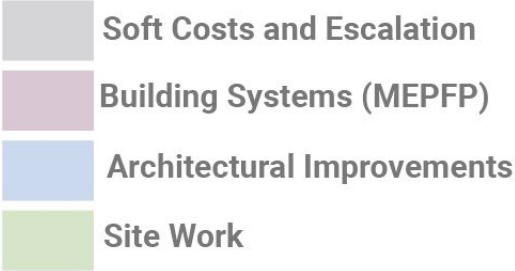 Soft Costs and Escalation
Building Systems (MEPFP)
Architectural Improvements
Site Work